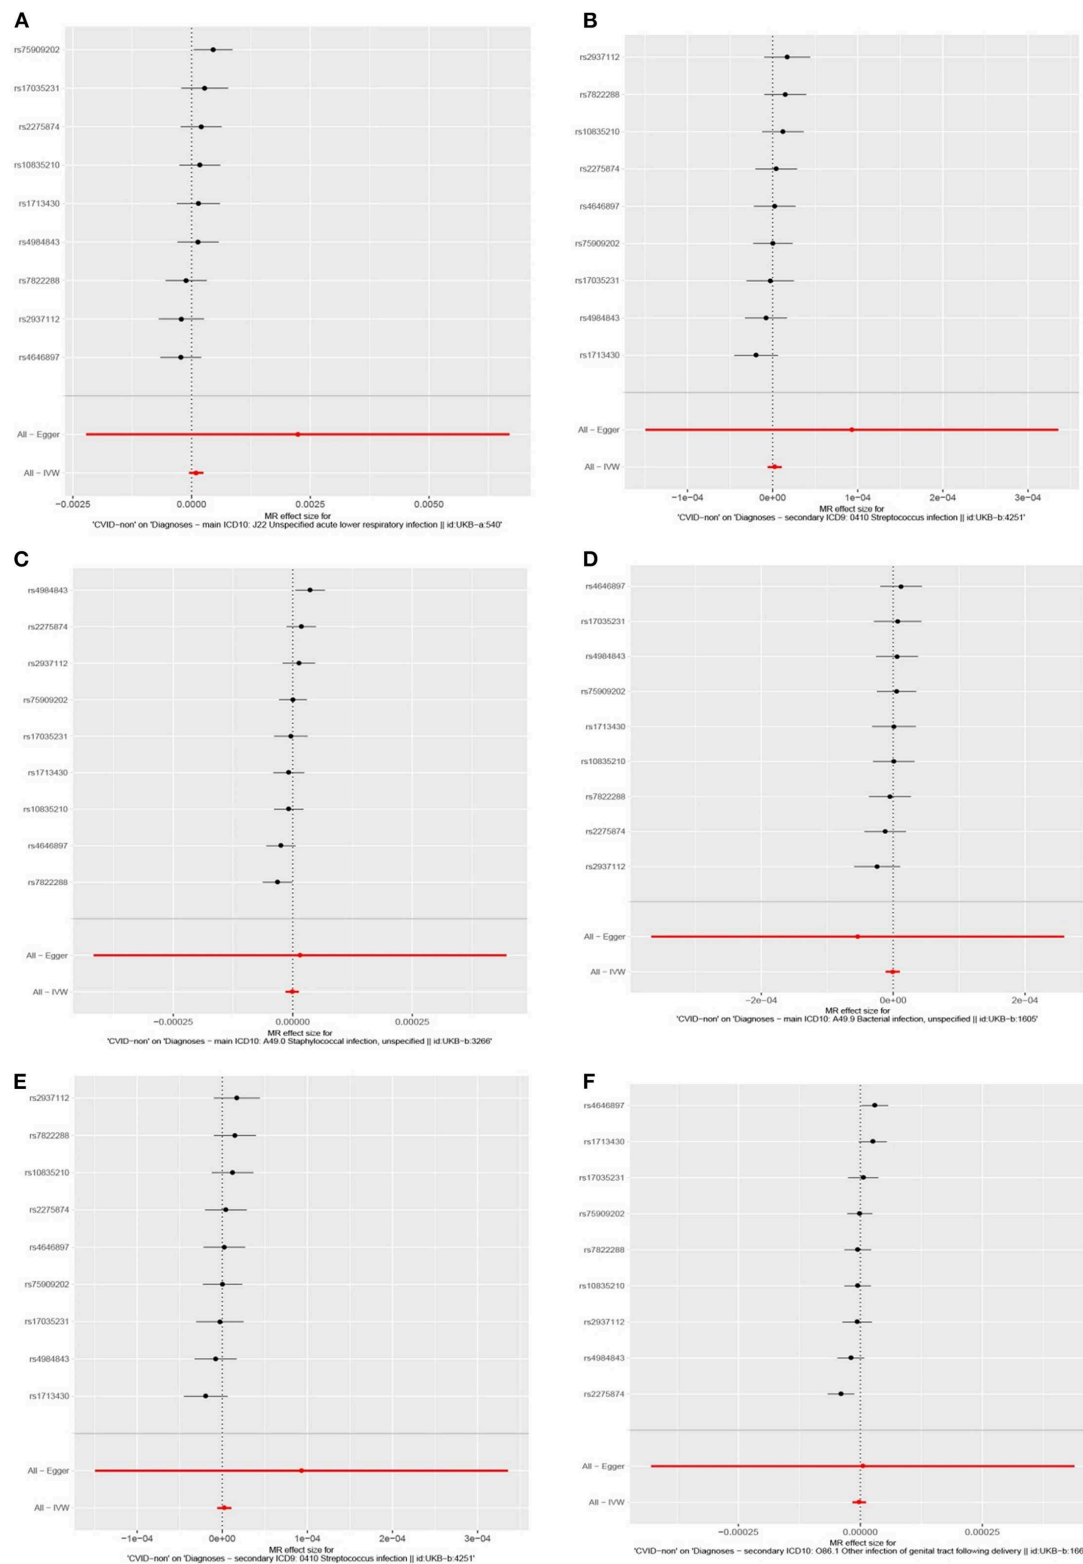 A
rs75909202
rs17035231
rs2275874
rs10835210
rs1713430
rs4984843
rs7822288
rs2937112
rs4646897
All − Egger
All − IVW
−0.0025 0.0000 0.0025 0.0050
MR effect size for
'CVID−non' on 'Diagnoses − main ICD10: J22 Unspecified acute lower respiratory infection || id:UKB-a:540'
B
rs2937112
rs7822288
rs10835210
rs2275874
rs4646897
rs75909202
rs17035231
rs4984843
rs1713430
All − Egger
All − IVW
−1e−04 0e+00 1e−04 2e−04 3e−04
MR effect size for
'CVID−non' on 'Diagnoses − secondary ICD9: 0410 Streptococcus infection || id:UKB-b:4251'
C
rs4984843
rs2275874
rs2937112
rs75909202
rs17035231
rs1713430
rs10835210
rs4646897
rs7822288
All − Egger
All − IVW
−0.00025 0.00000 0.00025
MR effect size for
'CVID−non' on 'Diagnoses − main ICD10: A49.0 Staphylococcal infection, unspecified || id:UKB-b:3266'
D
rs4646897
rs17035231
rs4984843
rs75909202
rs1713430
rs10835210
rs7822288
rs2275874
rs2937112
All − Egger
All − IVW
−2e−04 0e+00 2e−04
MR effect size for
'CVID−non' on 'Diagnoses − main ICD10: A49.9 Bacterial infection, unspecified || id:UKB-b:1605'
E
rs2937112
rs7822288
rs10835210
rs2275874
rs4646897
rs75909202
rs17035231
rs4984843
rs1713430
All − Egger
All − IVW
−1e−04 0e+00 1e−04 2e−04 3e−04
MR effect size for
'CVID−non' on 'Diagnoses − secondary ICD9: 0410 Streptococcus infection || id:UKB-b:4251'
F
rs4646897
rs1713430
rs17035231
rs75909202
rs7822288
rs10835210
rs2937112
rs4984843
rs2275874
All − Egger
All − IVW
−0.00025 0.00000 0.00025
MR effect size for
'CVID−non' on 'Diagnoses − secondary ICD10: O86.1 Other infection of genital tract following delivery || id:UKB-b:166